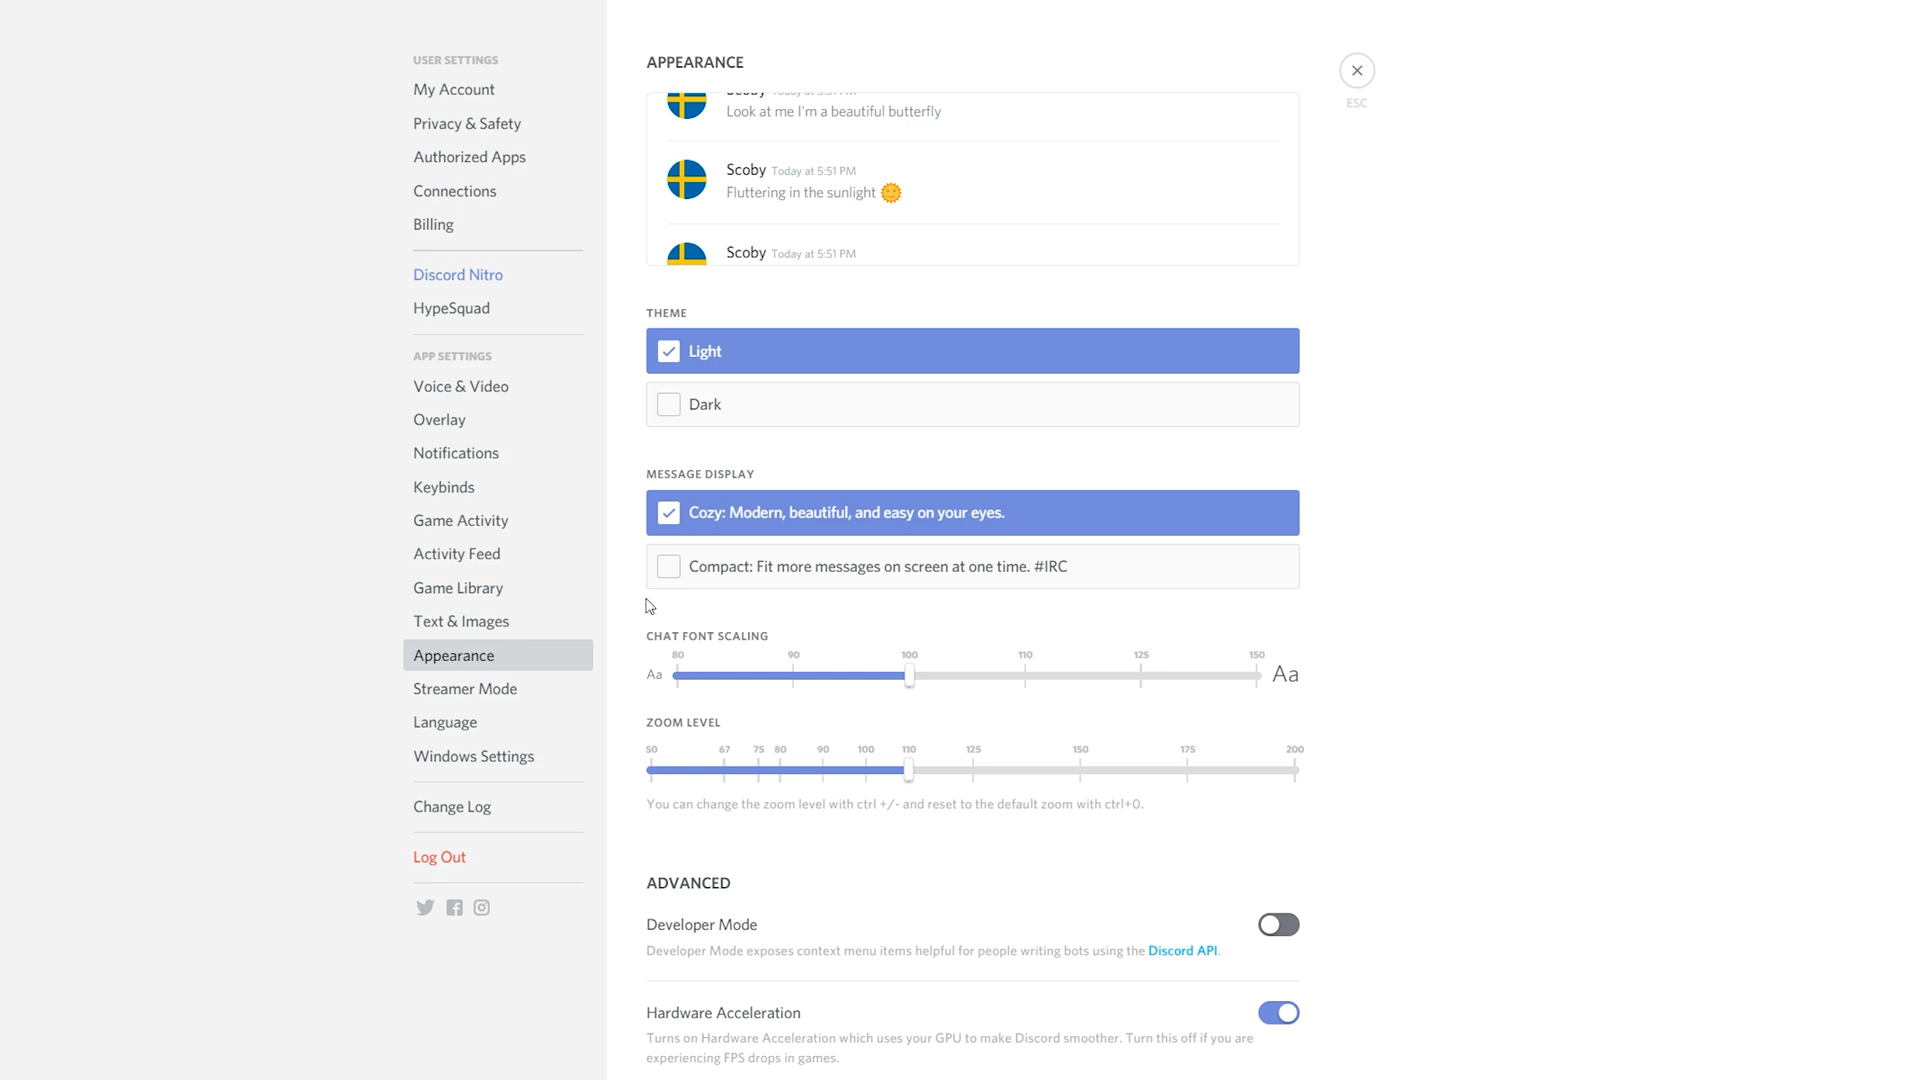 USER SETTINGS
My Account
Privacy & Safety
Authorized Apps
Connections
Billing
Discord Nitro
HypeSquad
APP SETTINGS
Voice & Video
Overlay
Notifications
Keybinds
Game Activity
Activity Feed
Game Library
Text & Images
Appearance
Streamer Mode
Language
Windows Settings
Change Log
Log Out
APPEARANCE
Scoby Today at 5:51 PM
Look at me I'm a beautiful butterfly
Scoby Today at 5:51 PM
Fluttering in the sunlight
Scoby Today at 5:51 PM
THEME
Light
Dark
MESSAGE DISPLAY
Cozy: Modern, beautiful, and easy on your eyes.
Compact: Fit more messages on screen at one time. #IRC
CHAT FONT SCALING
80 90 100 110 125 150
Aa Aa
ZOOM LEVEL
50 67 75 80 90 100 110 125 150 175 200
You can change the zoom level with ctrl +/- and reset to the default zoom with ctrl+0.
ADVANCED
Developer Mode
Developer Mode exposes context menu items helpful for people writing bots using the Discord API.
Hardware Acceleration
Turns on Hardware Acceleration which uses your GPU to make Discord smoother. Turn this off if you are
experiencing FPS drops in games.
ESC